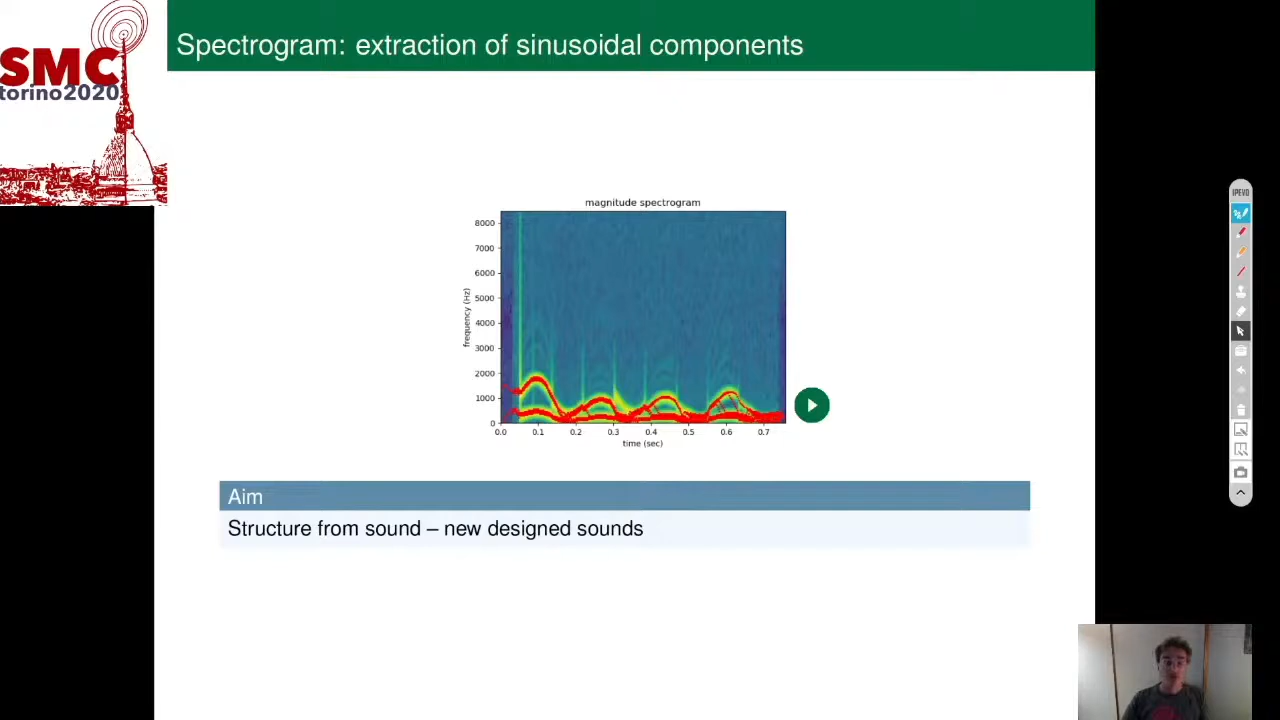 SMC
torino2020
Spectrogram: extraction of sinusoidal components
magnitude spectrogram
8000
7000
6000
5000
4000
3000
2000
1000
0
frequency (Hz)
0.0 0.1 0.2 0.3 0.4 0.5 0.6 0.7
time (sec)
Aim
Structure from sound – new designed sounds
IPEVO